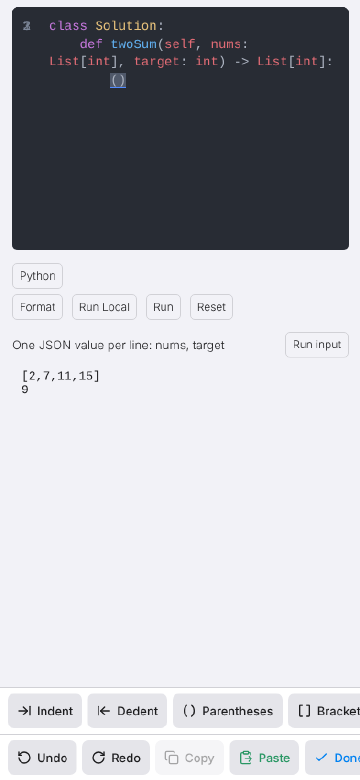 class Solution:
def twoSum(self, nums:
List[int], target: int) -> List[int]:
()
Python
Format Run Local Run Reset
One JSON value per line: nums, target Run input
[2,7,11,15]
9
Indent Dedent () Parentheses [] Bracket
Undo Redo Copy Paste Done